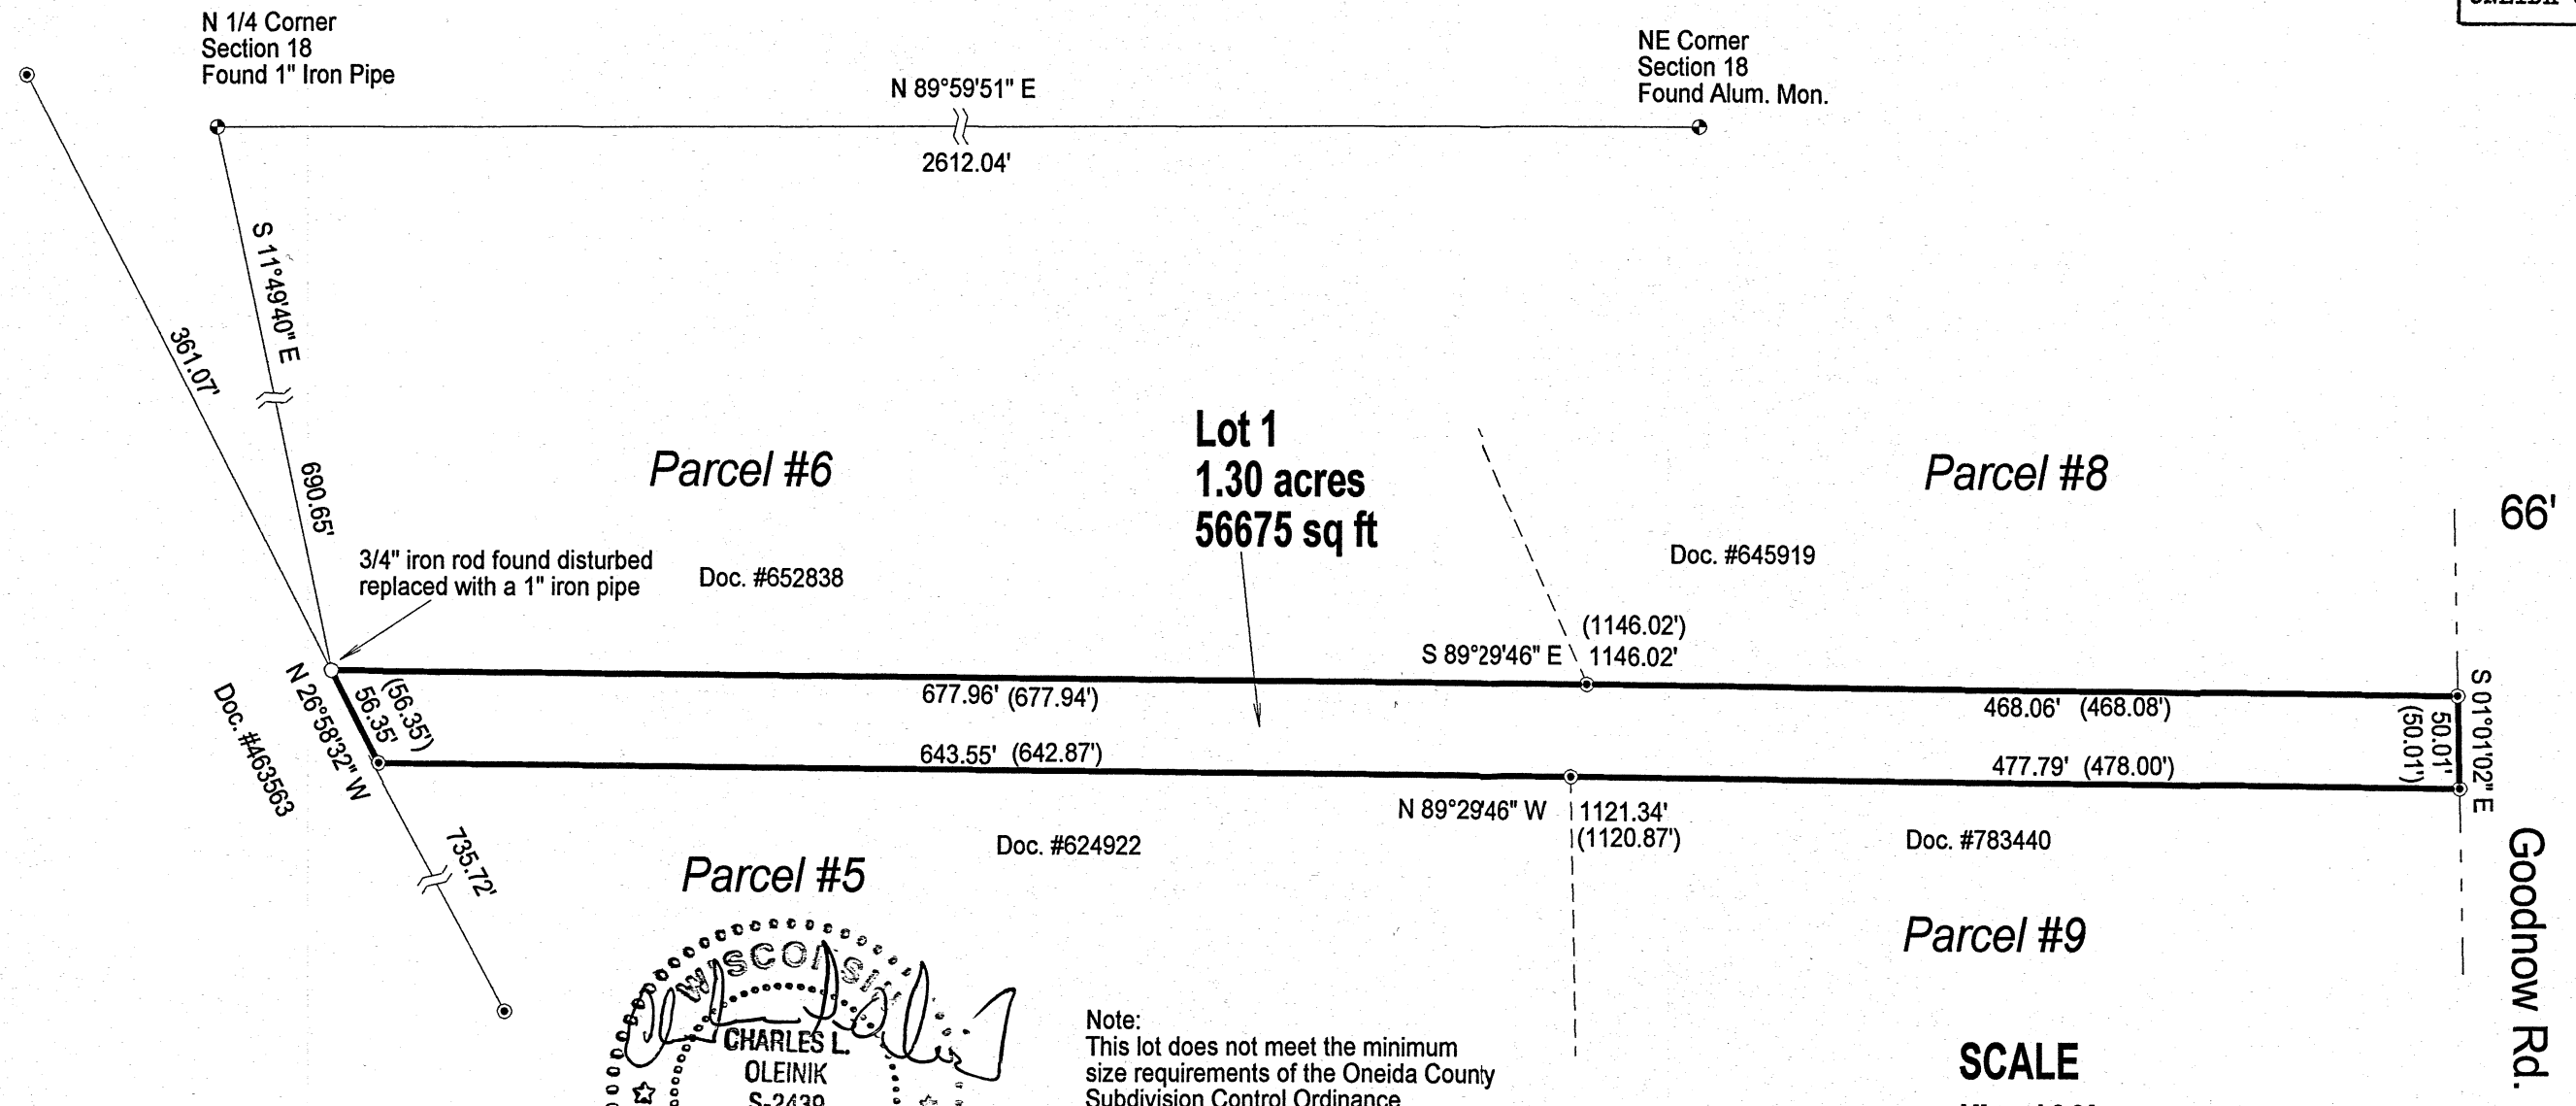 N 1/4 Corner
Section 18
Found 1" Iron Pipe
NE Corner
Section 18
Found Alum. Mon.
N 89°59'51" E
2612.04'
S 11°49'40" E
690.65'
361.07'
Lot 1
1.30 acres
56675 sq ft
Parcel #6
Parcel #8
66'
3/4" iron rod found disturbed
replaced with a 1" iron pipe
Doc. #652838
Doc. #645919
(1146.02')
S 89°29'46" E 1146.02'
677.96' (677.94')
468.06' (468.08')
S 01°01'02" E
50.01'
(50.01')
(56.35')
56.35'
N 26°58'32" W
Doc. #463563
643.55' (642.87')
477.79' (478.00')
N 89°29'46" W 1121.34'
(1120.87')
735.72'
Doc. #624922
Doc. #783440
Parcel #5
Parcel #9
Goodnow Rd.
WISCONSIN
CHARLES L.
OLEINIK
S-2439
Note:
This lot does not meet the minimum
size requirements of the Oneida County
Subdivision Control Ordinance
SCALE